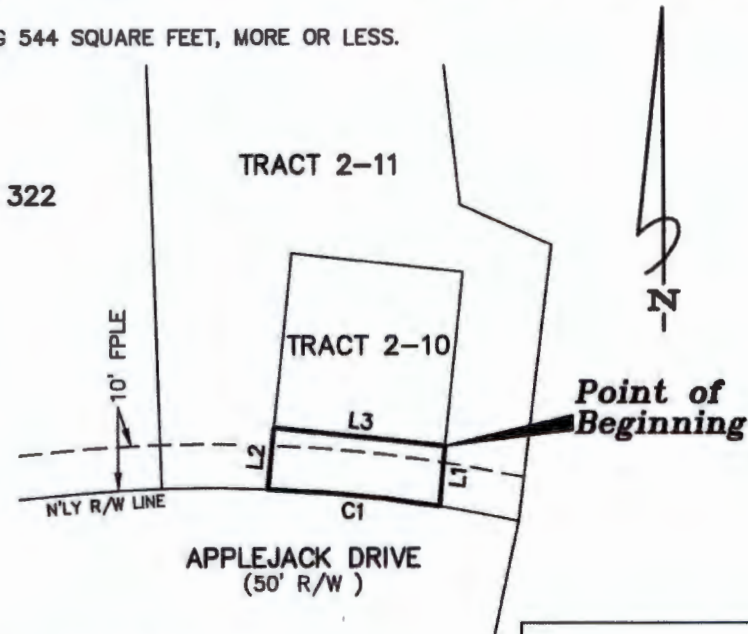 544 SQUARE FEET, MORE OR LESS.
TRACT 2-11
322
10' FPLE
TRACT 2-10
Point of
Beginning
L3
L2
L1
N'LY R/W LINE
C1
APPLEJACK DRIVE
(50' R/W )
N